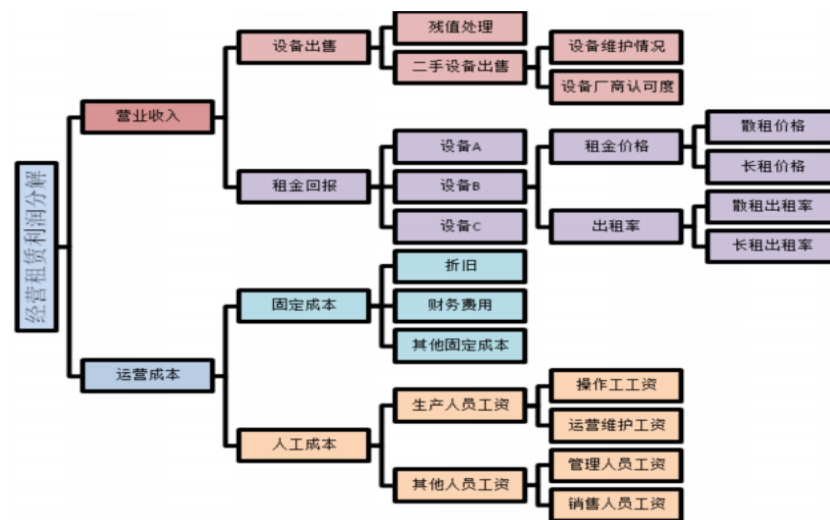 经营租赁利润分解
营业收入
设备出售
残值处理
二手设备出售
设备维护情况
设备厂商认可度
租金回报
设备A
设备B
设备C
租金价格
散租价格
长租价格
出租率
散租出租率
长租出租率
运营成本
固定成本
折旧
财务费用
其他固定成本
人工成本
生产人员工资
操作工工资
运营维护工资
其他人员工资
管理人员工资
销售人员工资